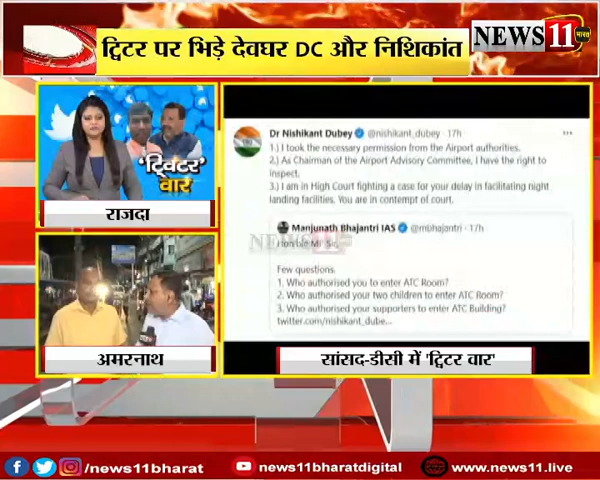 ट्विटर पर भिड़े देवघर DC और निशिकांत
NEWS 11 भारत
'ट्विटर'
वार
राजदा
अमरनाथ
Dr Nishikant Dubey @nishikant_dubey · 17h
1.) I took the necessary permission from the Airport authorities.
2.) As Chairman of the Airport Advisory Committee, I have the right to
inspect.
3.) I am in High Court fighting a case for your delay in facilitating night
landing facilities. You are in contempt of court.
Manjunath Bhajantri IAS @mbhajantri · 17h
Hon'ble MP Sir,
NEWS 11
Few questions
1. Who authorised you to enter ATC Room?
2. Who authorised your two children to enter ATC Room?
3. Who authorised your supporters to enter ATC Building?
twitter.com/nishikant_dube...
सांसद-डीसी में 'ट्विटर वार'
/news11bharat
news11bharatdigital
www.news11.live